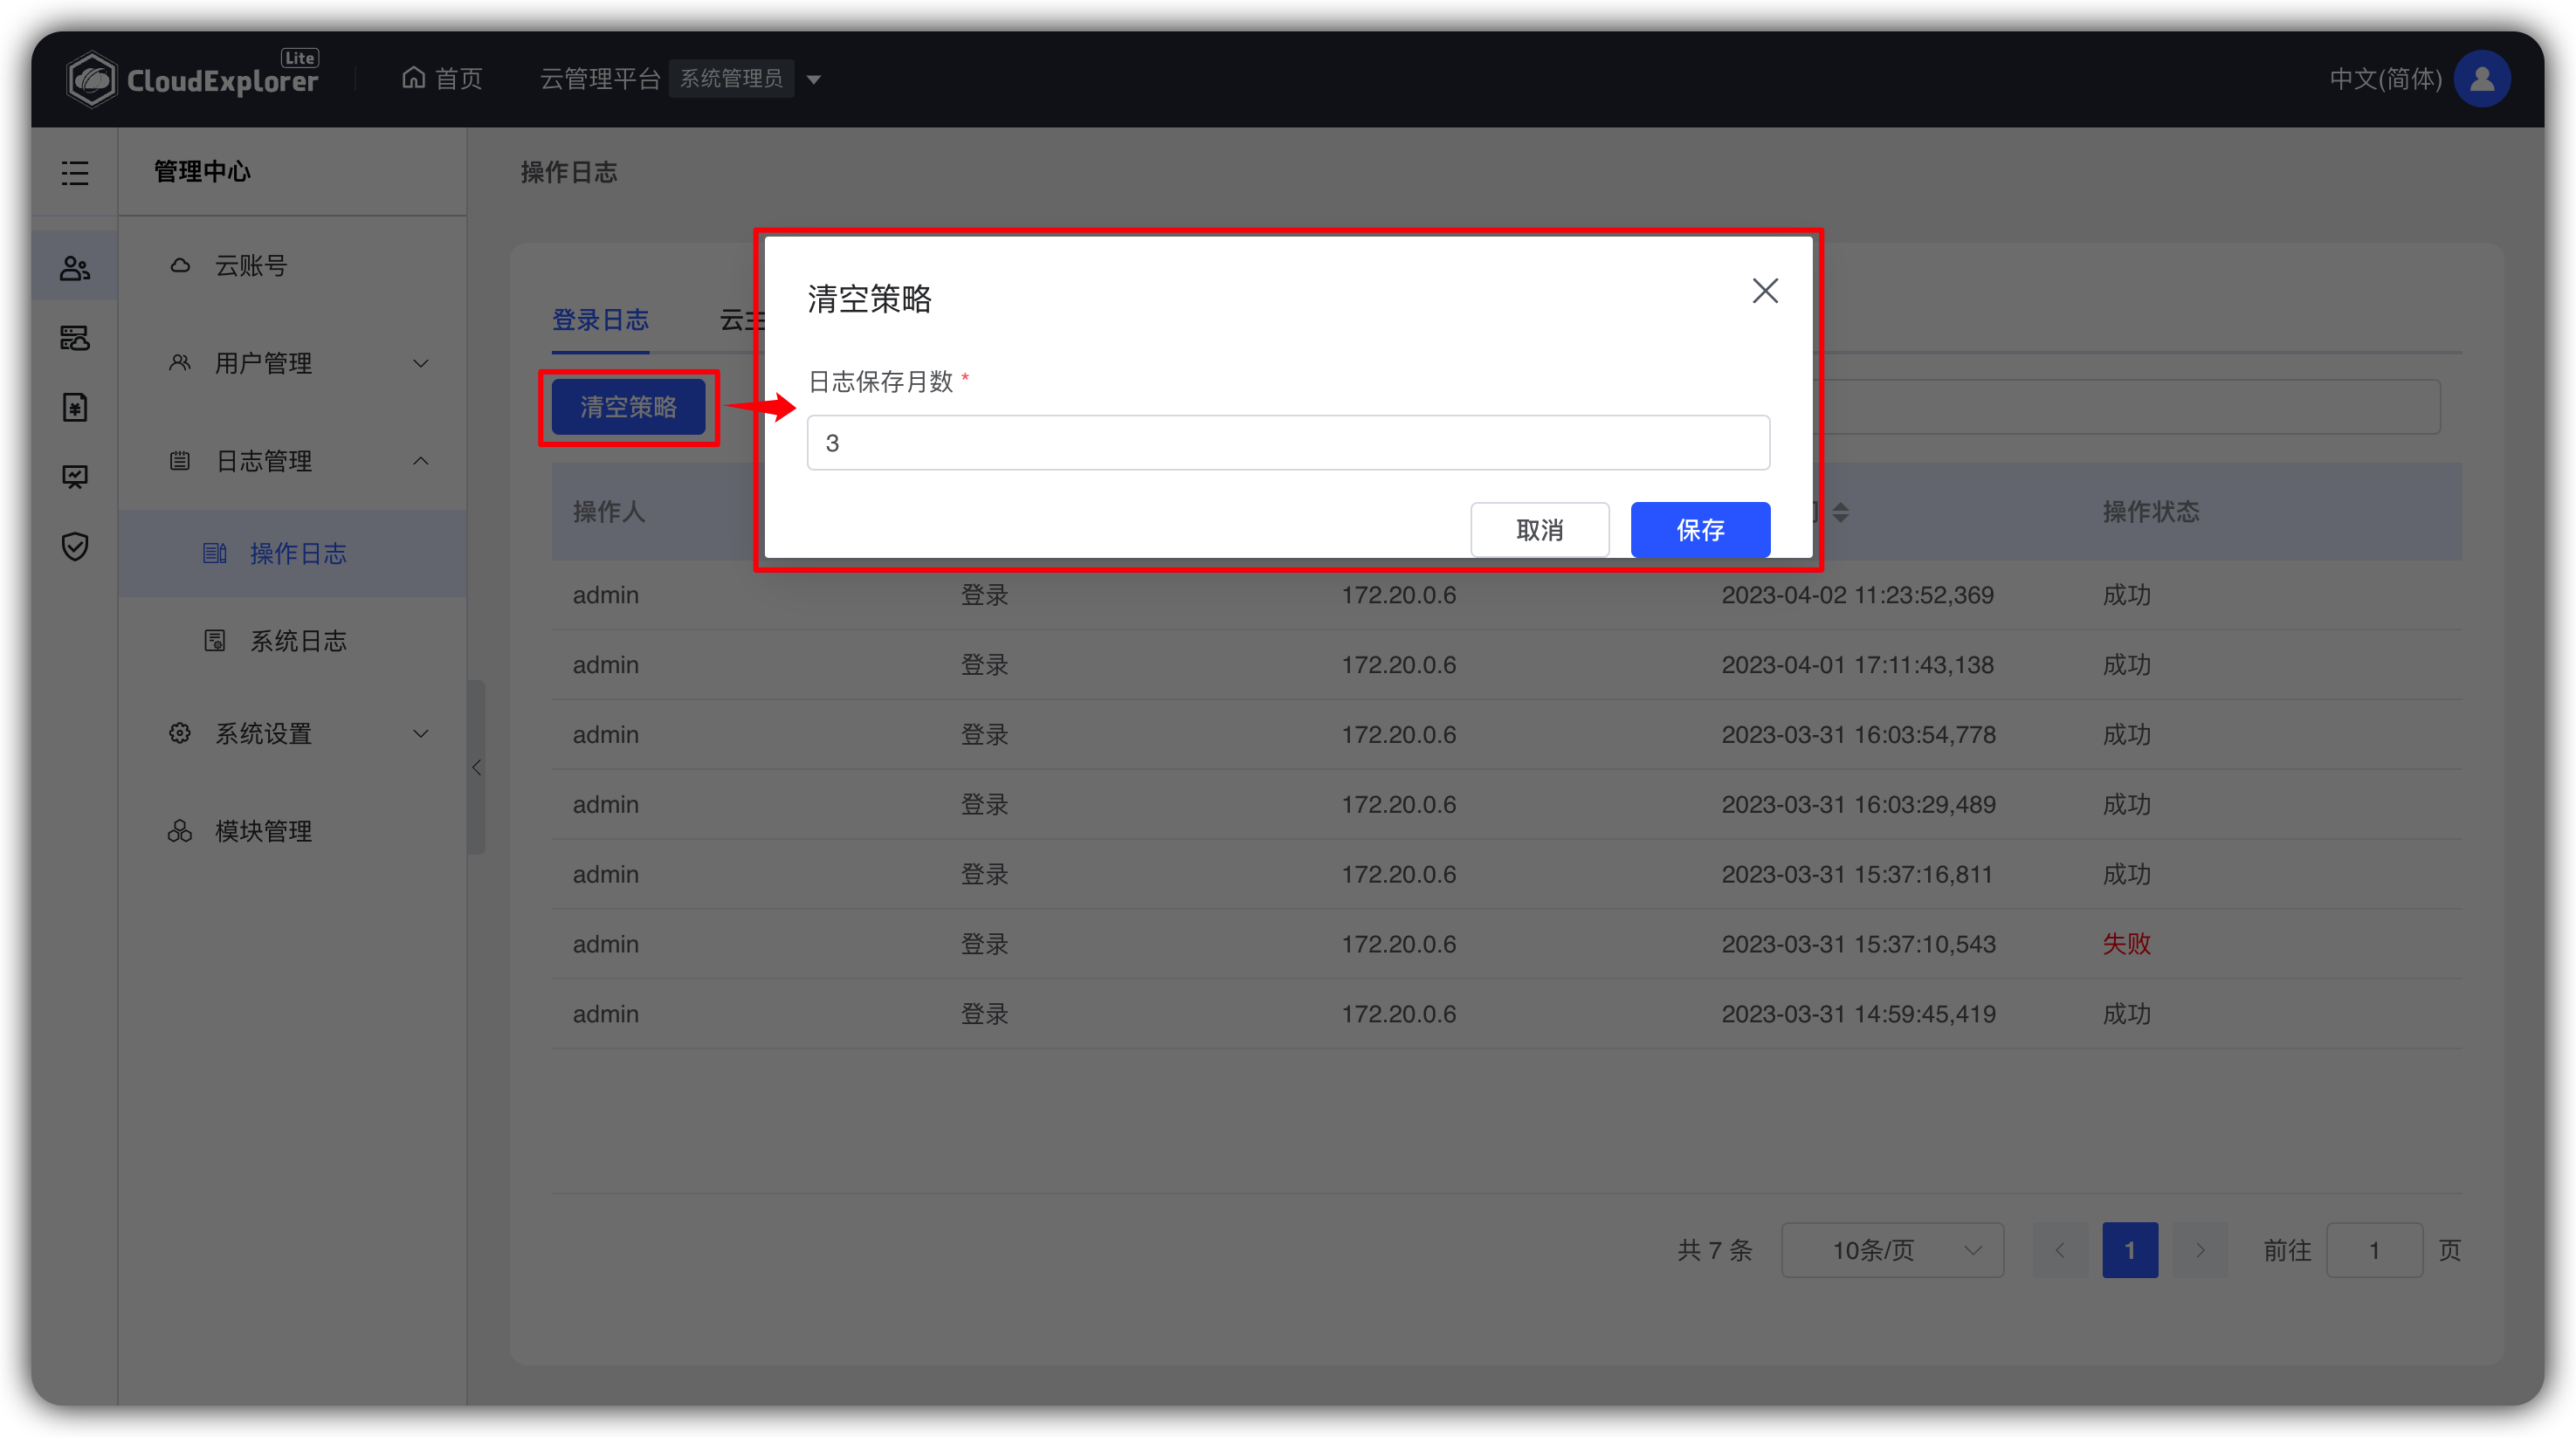 CloudExplorer Lite
首页
云管理平台 系统管理员
中文(简体)
管理中心
云账号
用户管理
日志管理
操作日志
系统日志
系统设置
模块管理
操作日志
登录日志
清空策略
清空策略
日志保存月数 *
3
取消 保存
操作人 操作状态
admin 登录 172.20.0.6 2023-04-02 11:23:52,369 成功
admin 登录 172.20.0.6 2023-04-01 17:11:43,138 成功
admin 登录 172.20.0.6 2023-03-31 16:03:54,778 成功
admin 登录 172.20.0.6 2023-03-31 16:03:29,489 成功
admin 登录 172.20.0.6 2023-03-31 15:37:16,811 成功
admin 登录 172.20.0.6 2023-03-31 15:37:10,543 失败
admin 登录 172.20.0.6 2023-03-31 14:59:45,419 成功
共 7 条 10条/页 1 前往 1 页